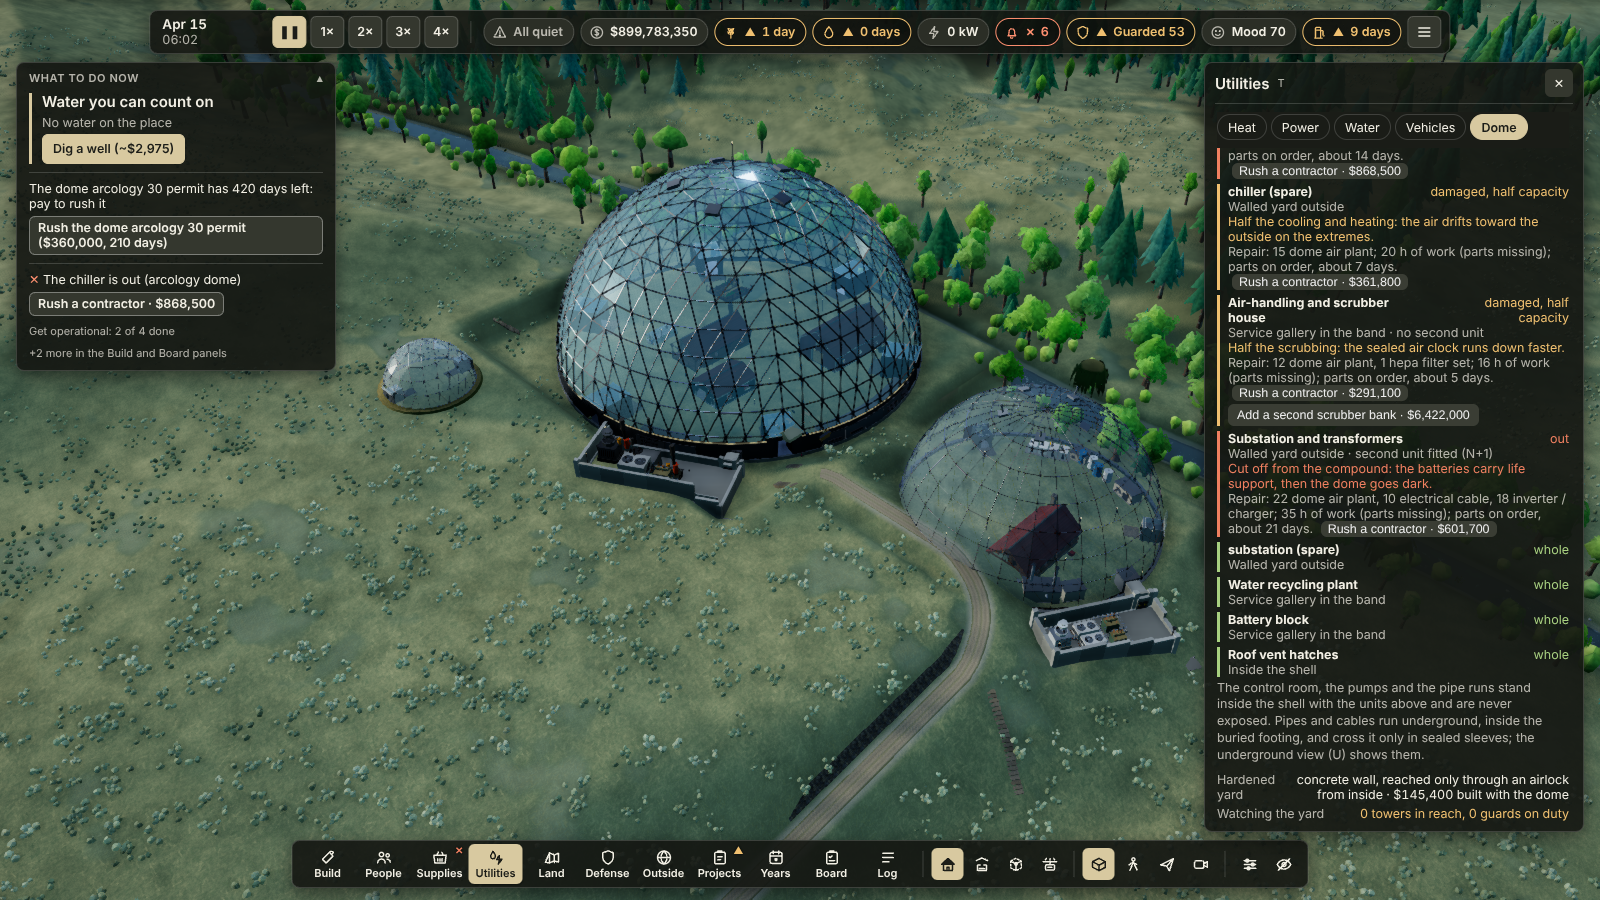 Apr 15
06:02
1×
2×
3×
4×
All quiet
$899,783,350
1 day
0 days
0 kW
× 6
Guarded 53
Mood 70
9 days
WHAT TO DO NOW
Water you can count on
No water on the place
Dig a well (~$2,975)
The dome arcology 30 permit has 420 days left:
pay to rush it
Rush the dome arcology 30 permit
($360,000, 210 days)
× The chiller is out (arcology dome)
Rush a contractor · $868,500
Get operational: 2 of 4 done
+2 more in the Build and Board panels
Utilities T
Heat
Power
Water
Vehicles
Dome
parts on order, about 14 days.
Rush a contractor · $868,500
chiller (spare) damaged, half capacity
Walled yard outside
Half the cooling and heating: the air drifts toward the
outside on the extremes.
Repair: 15 dome air plant; 20 h of work (parts missing);
parts on order, about 7 days.
Rush a contractor · $361,800
Air-handling and scrubber damaged, half
house capacity
Service gallery in the band · no second unit
Half the scrubbing: the sealed air clock runs down faster.
Repair: 12 dome air plant, 1 hepa filter set; 16 h of work
(parts missing); parts on order, about 5 days.
Rush a contractor · $291,100
Add a second scrubber bank · $6,422,000
Substation and transformers out
Walled yard outside · second unit fitted (N+1)
Cut off from the compound: the batteries carry life
support, then the dome goes dark.
Repair: 22 dome air plant, 10 electrical cable, 18 inverter /
charger; 35 h of work (parts missing); parts on order,
about 21 days. Rush a contractor · $601,700
substation (spare) whole
Walled yard outside
Water recycling plant whole
Service gallery in the band
Battery block whole
Service gallery in the band
Roof vent hatches whole
Inside the shell
The control room, the pumps and the pipe runs stand
inside the shell with the units above and are never
exposed. Pipes and cables run underground, inside the
buried footing, and cross it only in sealed sleeves; the
underground view (U) shows them.
Hardened concrete wall, reached only through an airlock
yard from inside · $145,400 built with the dome
Watching the yard 0 towers in reach, 0 guards on duty
Build
People
Supplies
Utilities
Land
Defense
Outside
Projects
Years
Board
Log